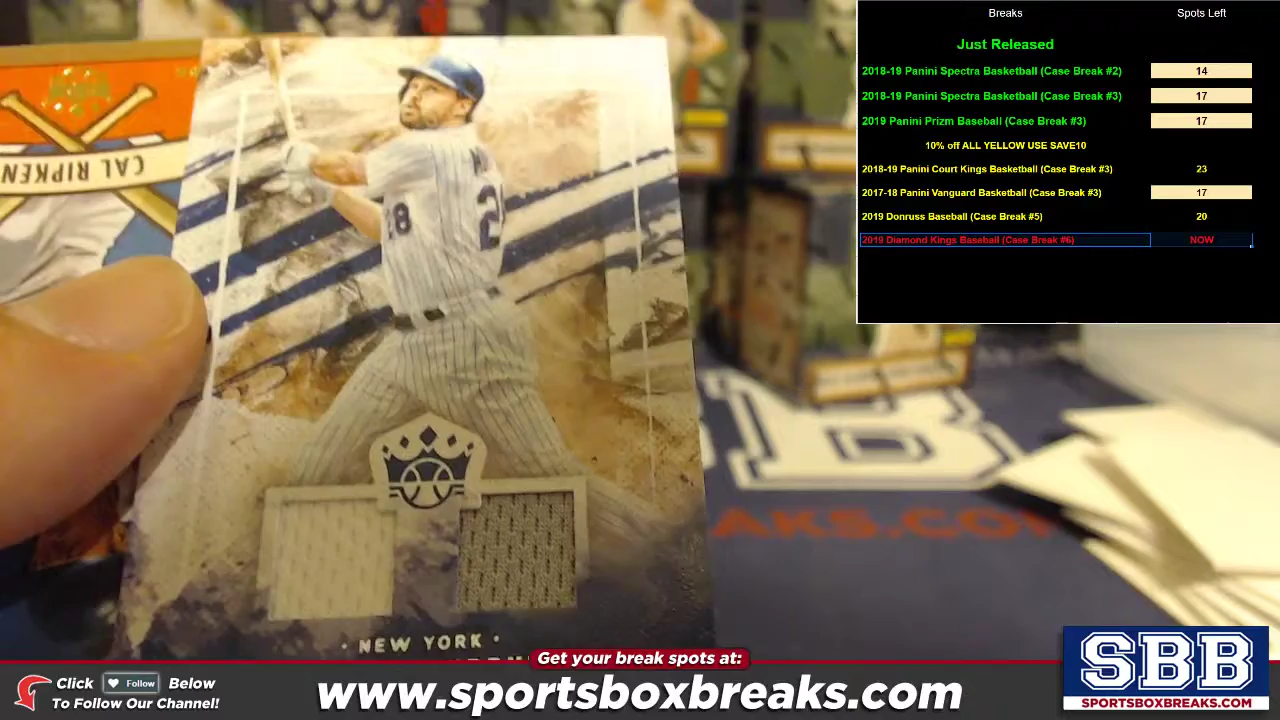 Breaks Spots Left
Just Released
2018-19 Panini Spectra Basketball (Case Break #2) 14
2018-19 Panini Spectra Basketball (Case Break #3) 17
2019 Panini Prizm Baseball (Case Break #3) 17
10% off ALL YELLOW USE SAVE10
2018-19 Panini Court Kings Basketball (Case Break #3) 23
2017-18 Panini Vanguard Basketball (Case Break #3) 17
2019 Donruss Baseball (Case Break #5) 20
2019 Diamond Kings Baseball (Case Break #6) NOW
CAL RIPKEN
28
2
B
AKS.COM
· NEW YORK ·
Get your break spots at:
Click Follow Below
To Follow Our Channel!
www.sportsboxbreaks.com
SBB
SPORTSBOXBREAKS.COM